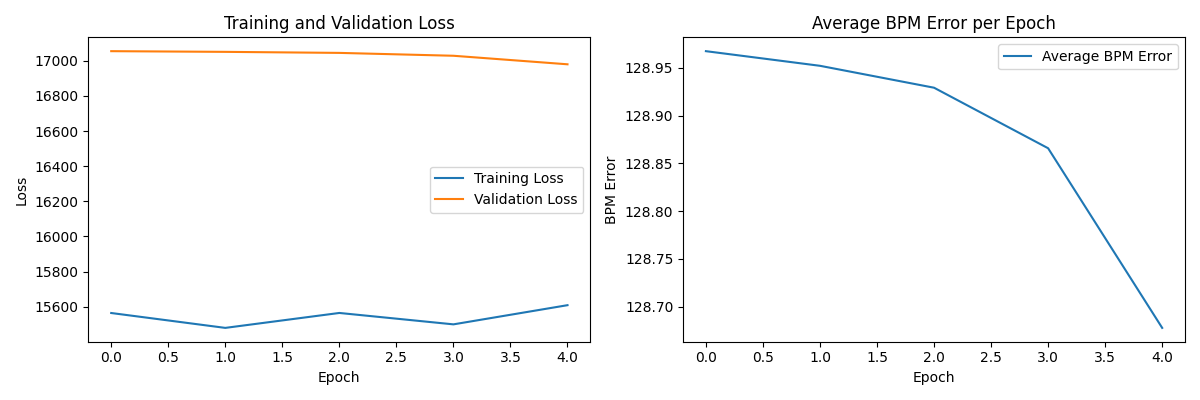 Training and Validation Loss
17000
16800
16600
16400
16200
16000
15800
15600
Loss
Training Loss
Validation Loss
0.0 0.5 1.0 1.5 2.0 2.5 3.0 3.5 4.0
Epoch
Average BPM Error per Epoch
128.95
128.90
128.85
128.80
128.75
128.70
BPM Error
Average BPM Error
0.0 0.5 1.0 1.5 2.0 2.5 3.0 3.5 4.0
Epoch